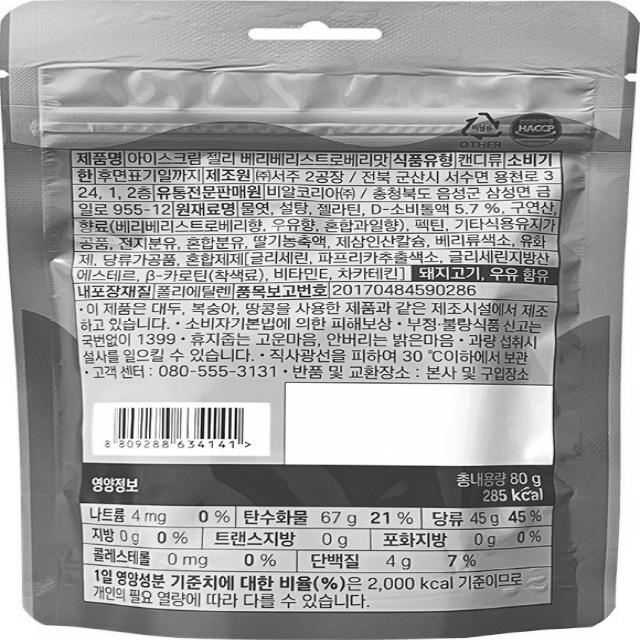 OTHER
HACCP
제품명 아이스크림 젤리 베리베리스트로베리맛 식품유형 캔디류 소비기
한 후면표기일까지 제조원 ㈜서주 2공장 / 전북 군산시 서수면 용천로 3
24, 1, 2층 유통전문판매원 비알코리아㈜ / 충청북도 음성군 삼성면 금
일로 955-12 원재료명 물엿, 설탕, 젤라틴, D-소비톨액 5.7 %, 구연산,
향료(베리베리스트로베리향, 우유향, 혼합과일향), 펙틴, 기타식용유지가
공품, 전지분유, 혼합분유, 딸기농축액, 제삼인산칼슘, 베리류색소, 유화
제, 당류가공품, 혼합제제[글리세린, 파프리카추출색소, 글리세린지방산
에스테르, β-카로틴(착색료), 비타민E, 차카테킨] 돼지고기, 우유 함유
내포장재질 폴리에틸렌 품목보고번호 20170484590286
• 이 제품은 대두, 복숭아, 땅콩을 사용한 제품과 같은 제조시설에서 제조
하고 있습니다. • 소비자기본법에 의한 피해보상 • 부정·불량식품 신고는
국번없이 1399 • 휴지줍는 고운마음, 안버리는 밝은마음 • 과량 섭취시
설사를 일으킬 수 있습니다. • 직사광선을 피하여 30 ℃이하에서 보관
• 고객 센터 : 080-555-3131 • 반품 및 교환장소 : 본사 및 구입장소
8 809288 634141 >
영양정보
총내용량 80 g
285 kcal
나트륨 4 mg 0 % 탄수화물 67 g 21 % 당류 45 g 45 %
지방 0 g 0 % 트랜스지방 0 g 포화지방 0 g 0 %
콜레스테롤 0 mg 0 % 단백질 4 g 7 %
1일 영양성분 기준치에 대한 비율(%)은 2,000 kcal 기준이므로
개인의 필요 열량에 따라 다를 수 있습니다.